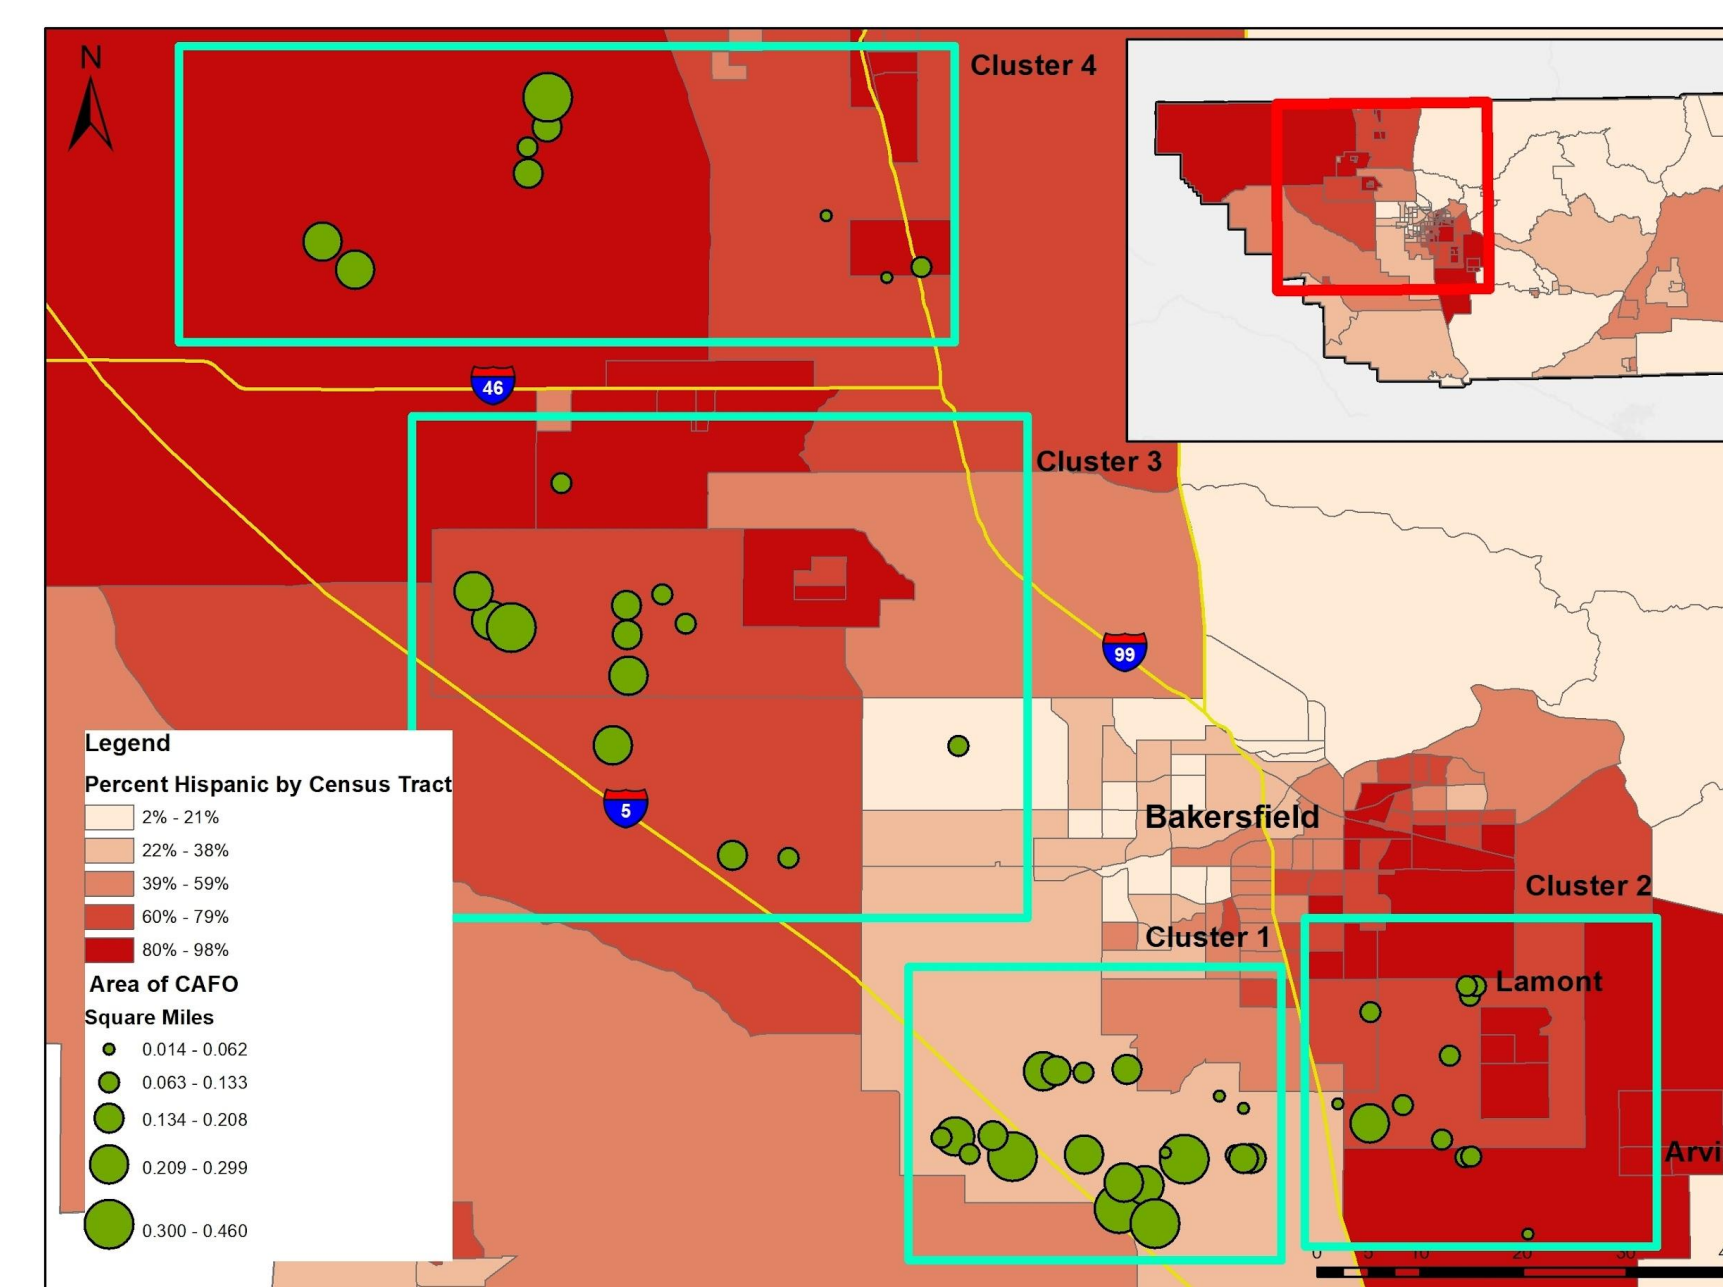 N
Cluster 4
46
Cluster 3
99
Legend
Percent Hispanic by Census Tract
2% - 21%
22% - 38%
39% - 59%
60% - 79%
80% - 98%
Area of CAFO
Square Miles
0.014 - 0.062
0.063 - 0.133
0.134 - 0.208
0.209 - 0.299
0.300 - 0.460
5
Bakersfield
Cluster 2
Cluster 1
Lamont
Arvi
0 5 10 20 30 4